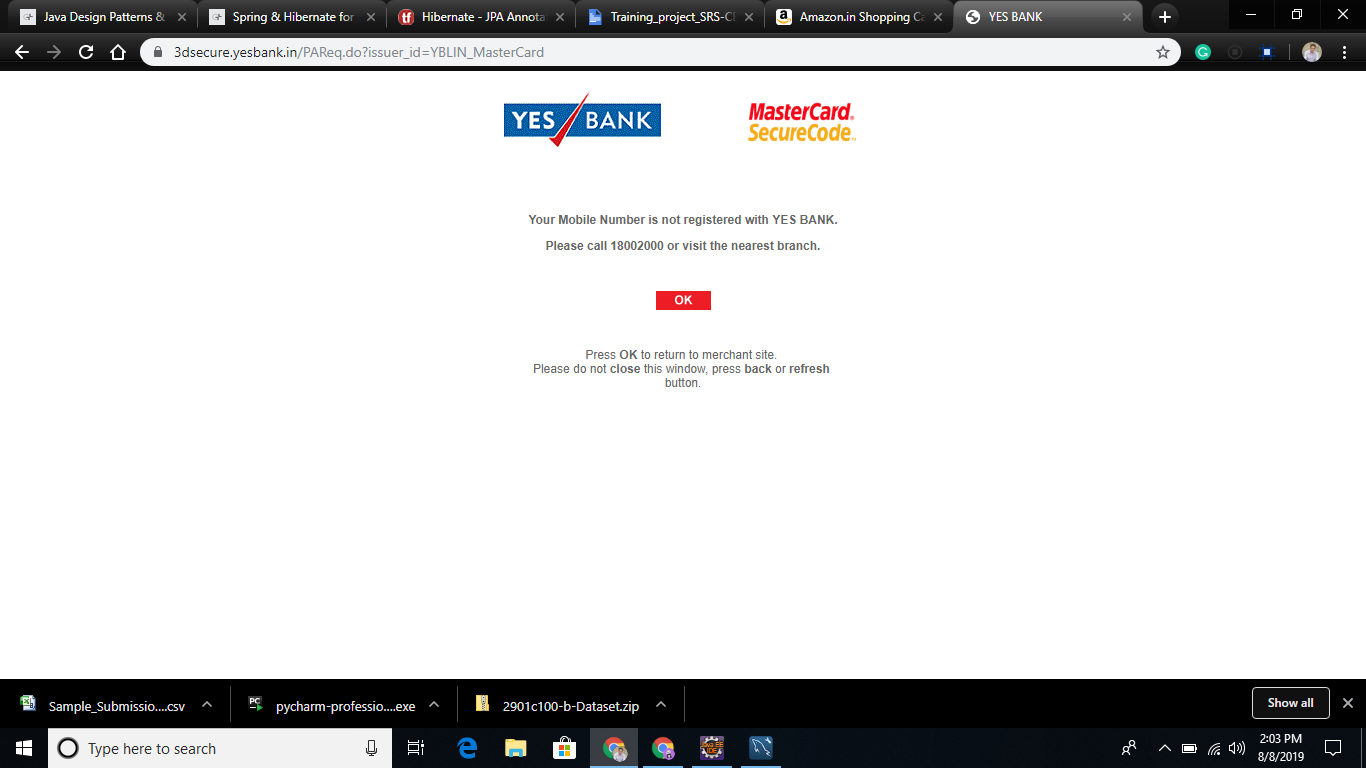 Java Design Patterns &
Spring & Hibernate for
Hibernate - JPA Annota
Training_project_SRS-C
Amazon.in Shopping Ca
YES BANK
3dsecure.yesbank.in/PAReq.do?issuer_id=YBLIN_MasterCard
YES BANK
MasterCard®
SecureCode™
Your Mobile Number is not registered with YES BANK.
Please call 18002000 or visit the nearest branch.
OK
Press OK to return to merchant site.
Please do not close this window, press back or refresh
button.
Sample_Submissio....csv
pycharm-professio....exe
2901c100-b-Dataset.zip
Show all
Type here to search
2:03 PM
8/8/2019